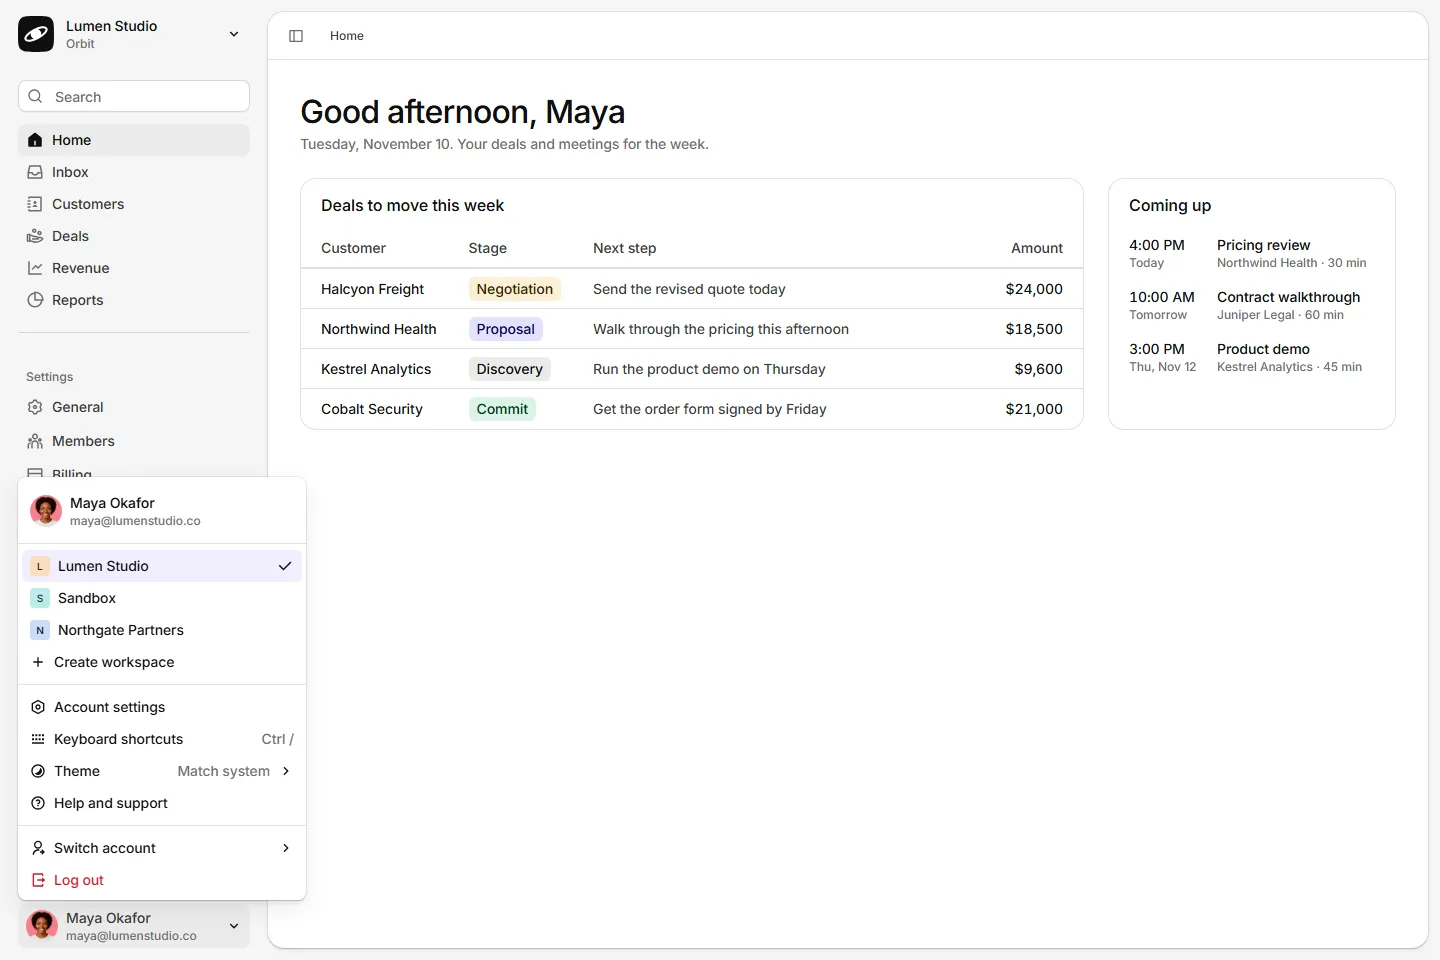 Lumen Studio
Orbit
Search
Home
Inbox
Customers
Deals
Revenue
Reports
Settings
General
Members
Billing
Maya Okafor
maya@lumenstudio.co
L Lumen Studio
S Sandbox
N Northgate Partners
Create workspace
Account settings
Keyboard shortcuts Ctrl /
Theme Match system
Help and support
Switch account
Log out
Maya Okafor
maya@lumenstudio.co
Home
Good afternoon, Maya
Tuesday, November 10. Your deals and meetings for the week.
Deals to move this week
Customer Stage Next step Amount
Halcyon Freight Negotiation Send the revised quote today $24,000
Northwind Health Proposal Walk through the pricing this afternoon $18,500
Kestrel Analytics Discovery Run the product demo on Thursday $9,600
Cobalt Security Commit Get the order form signed by Friday $21,000
Coming up
4:00 PM Pricing review
Today Northwind Health · 30 min
10:00 AM Contract walkthrough
Tomorrow Juniper Legal · 60 min
3:00 PM Product demo
Thu, Nov 12 Kestrel Analytics · 45 min